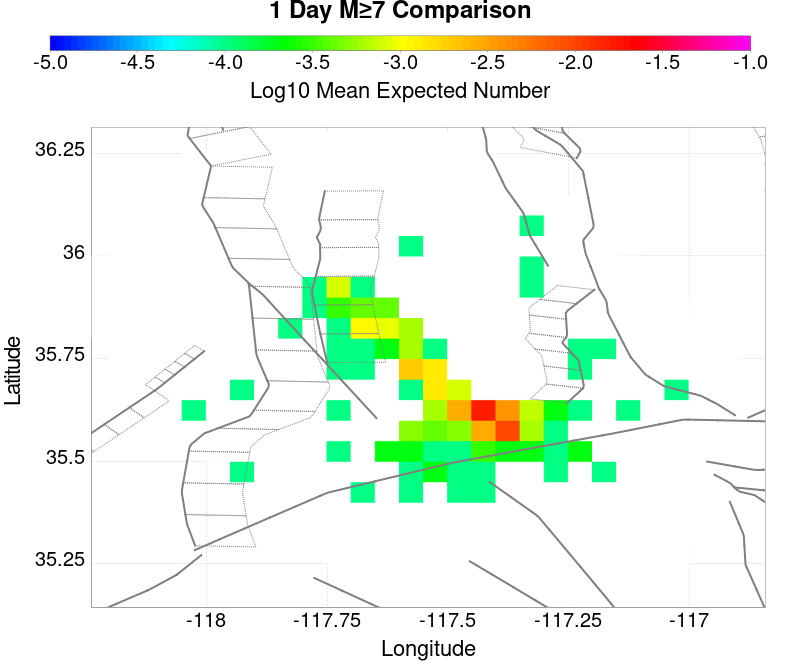 1 Day M≥7 Comparison
-5.0 -4.5 -4.0 -3.5 -3.0 -2.5 -2.0 -1.5 -1.0
Log10 Mean Expected Number
36.25
36
35.75
35.5
35.25
Latitude
-118 -117.75 -117.5 -117.25 -117
Longitude